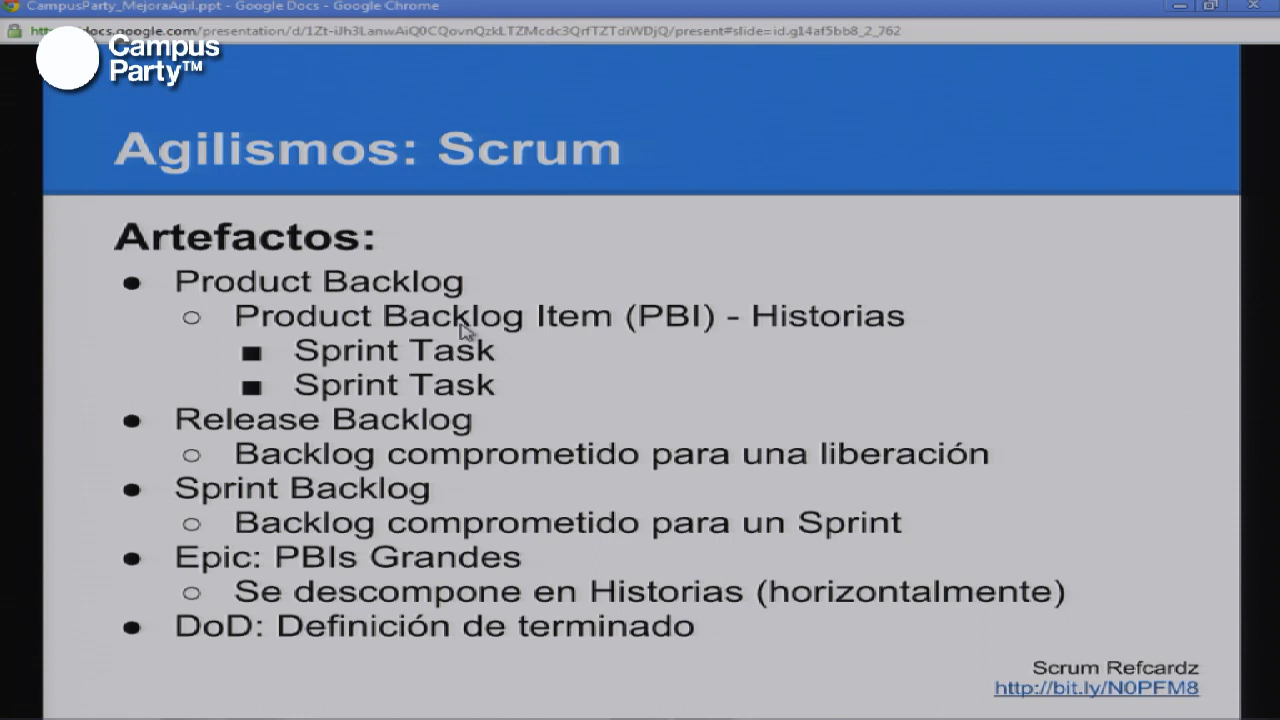 CampusParty_MejoraAgil.ppt - Google Docs - Google Chrome
Campus
Party™
Agilismos: Scrum
Artefactos:
● Product Backlog
○ Product Backlog Item (PBI) - Historias
■ Sprint Task
■ Sprint Task
● Release Backlog
○ Backlog comprometido para una liberación
● Sprint Backlog
○ Backlog comprometido para un Sprint
● Epic: PBIs Grandes
○ Se descompone en Historias (horizontalmente)
● DoD: Definición de terminado
Scrum Refcardz
http://bit.ly/N0PFM8